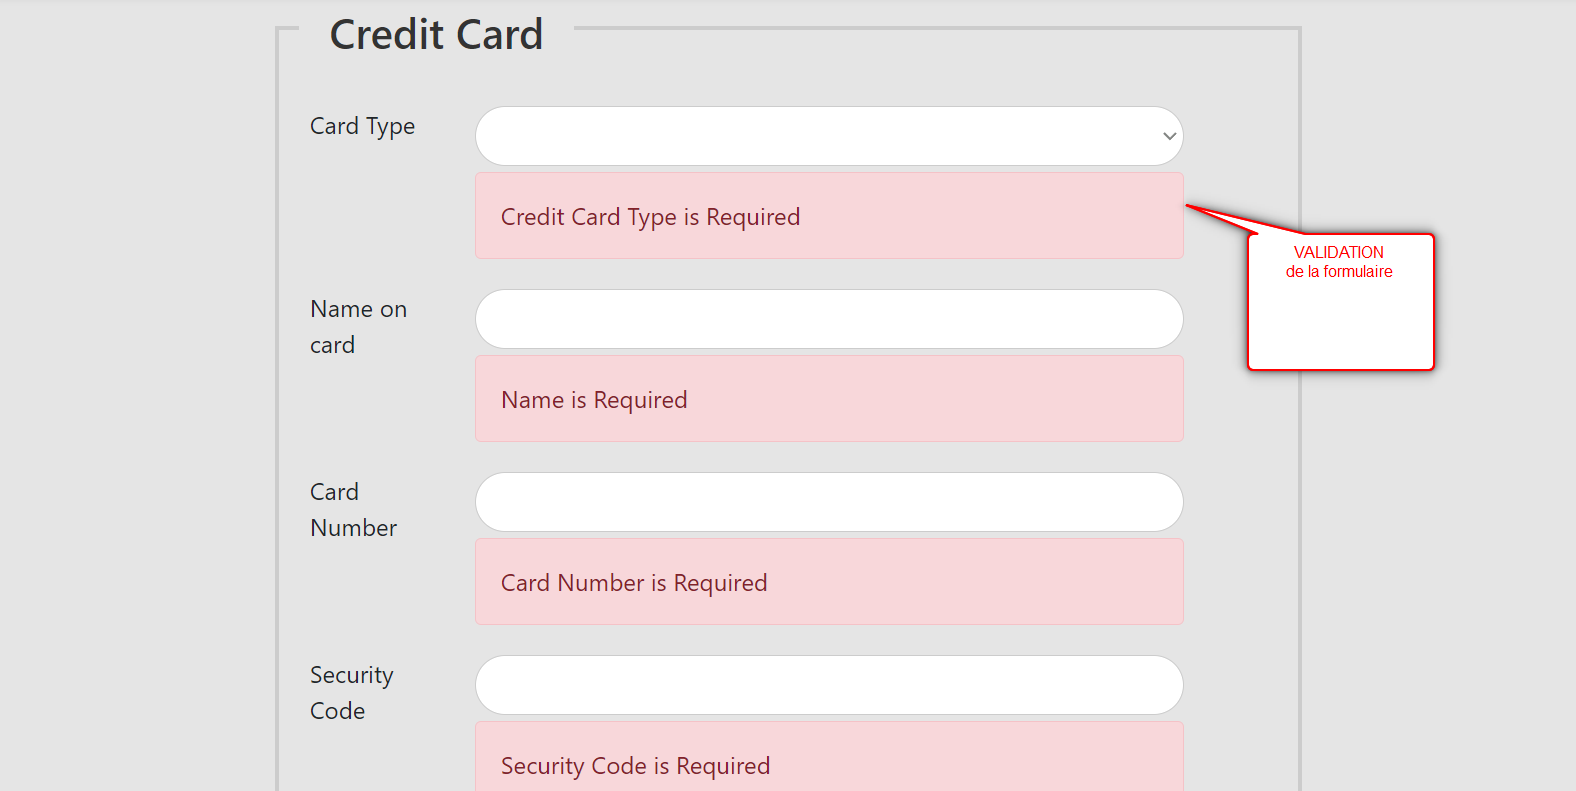 Credit Card
Card Type
Credit Card Type is Required
VALIDATION
de la formulaire
Name on
card
Name is Required
Card
Number
Card Number is Required
Security
Code
Security Code is Required